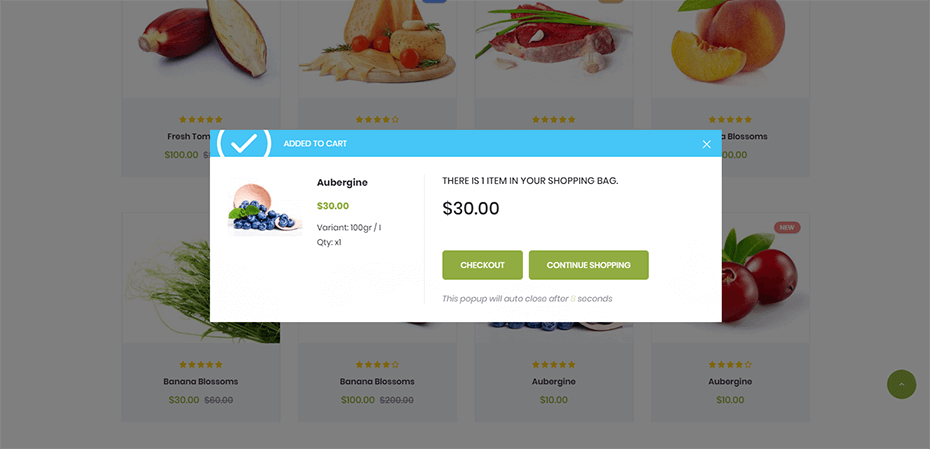 Fresh Tom
a Blossoms
$100.00
00.00
ADDED TO CART
Aubergine
$30.00
Variant: 100gr / l
Qty: x1
THERE IS 1 ITEM IN YOUR SHOPPING BAG.
$30.00
CHECKOUT
CONTINUE SHOPPING
This popup will auto close after 8 seconds
NEW
Banana Blossoms
$30.00 $60.00
Banana Blossoms
$100.00 $200.00
Aubergine
$10.00
Aubergine
$10.00